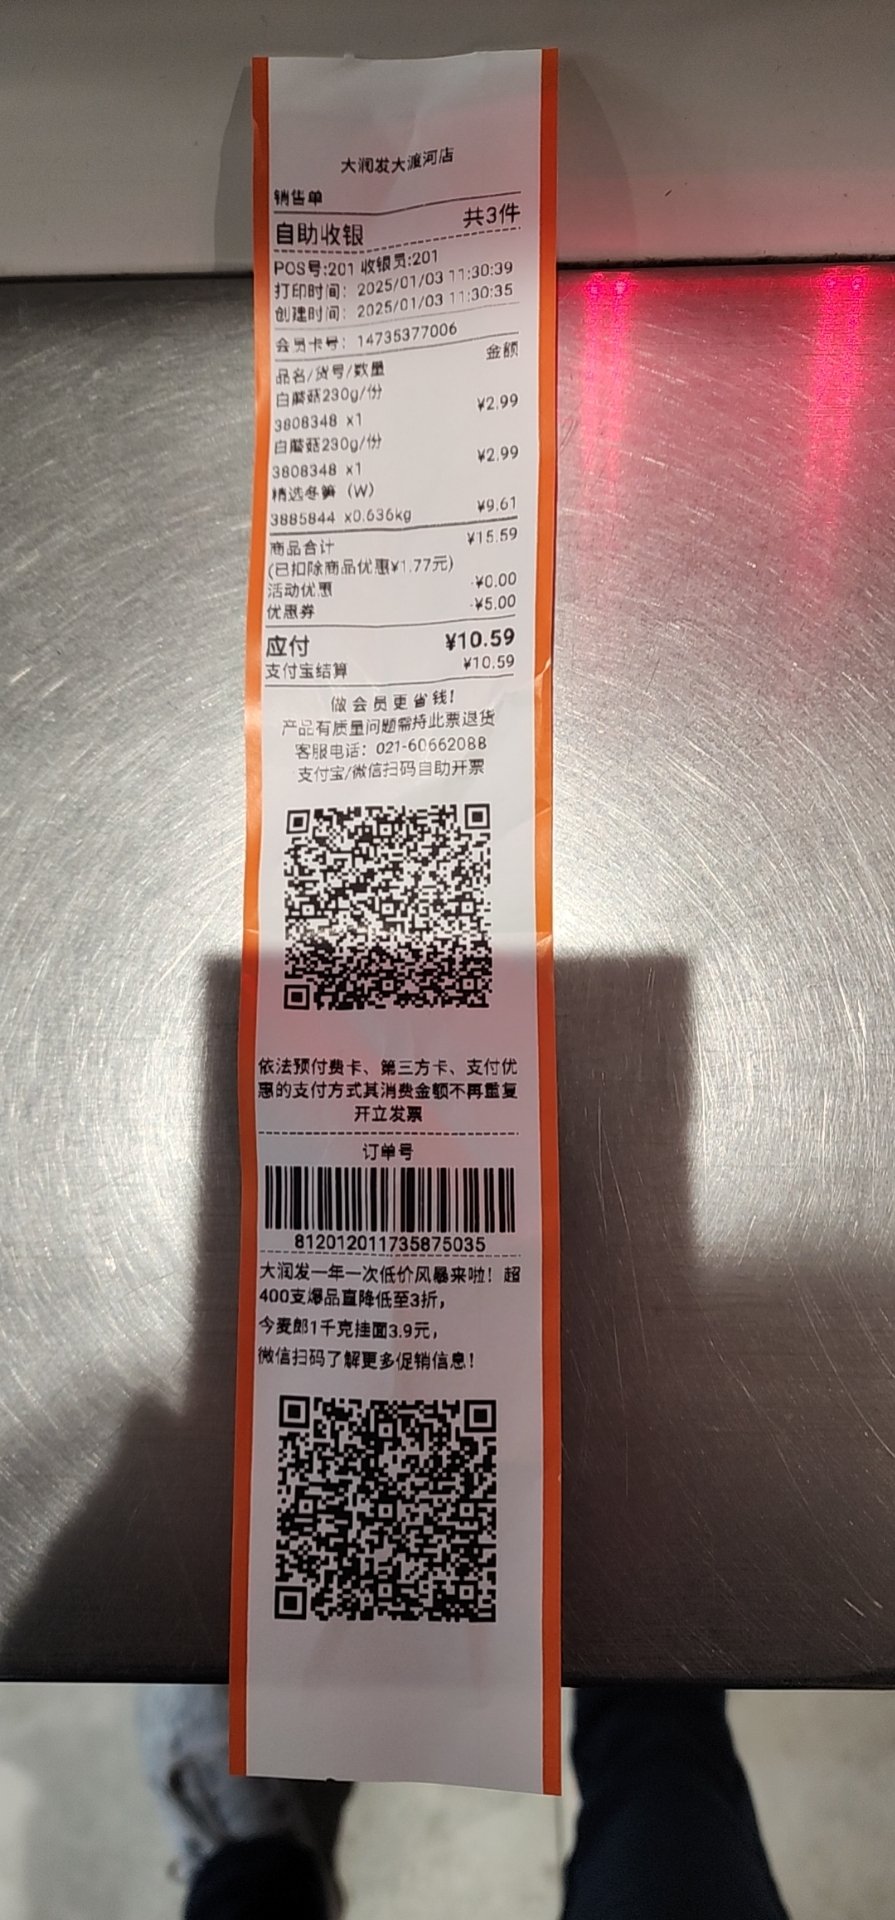 大润发大渡河店
销售单
自助收银 共3件
POS号:201 收银员:201
打印时间: 2025/01/03 11:30:39
创建时间: 2025/01/03 11:30:35
会员卡号: 14735377006
品名/货号/数量 金额
白蘑菇230g/份
3808348 x1 ¥2.99
白蘑菇230g/份
3808348 x1 ¥2.99
精选冬笋（W）
3885844 x0.636kg ¥9.61
商品合计 ¥15.59
(已扣除商品优惠¥1.77元)
活动优惠 -¥0.00
优惠券 -¥5.00
应付 ¥10.59
支付宝结算 ¥10.59
做会员更省钱!
产品有质量问题需持此票退货
客服电话: 021-60662088
支付宝/微信扫码自助开票
依法预付费卡、第三方卡、支付优
惠的支付方式其消费金额不再重复
开立发票
订单号
812012011735875035
大润发一年一次低价风暴来啦! 超
400支爆品直降低至3折,
今麦郎1千克挂面3.9元,
微信扫码了解更多促销信息!